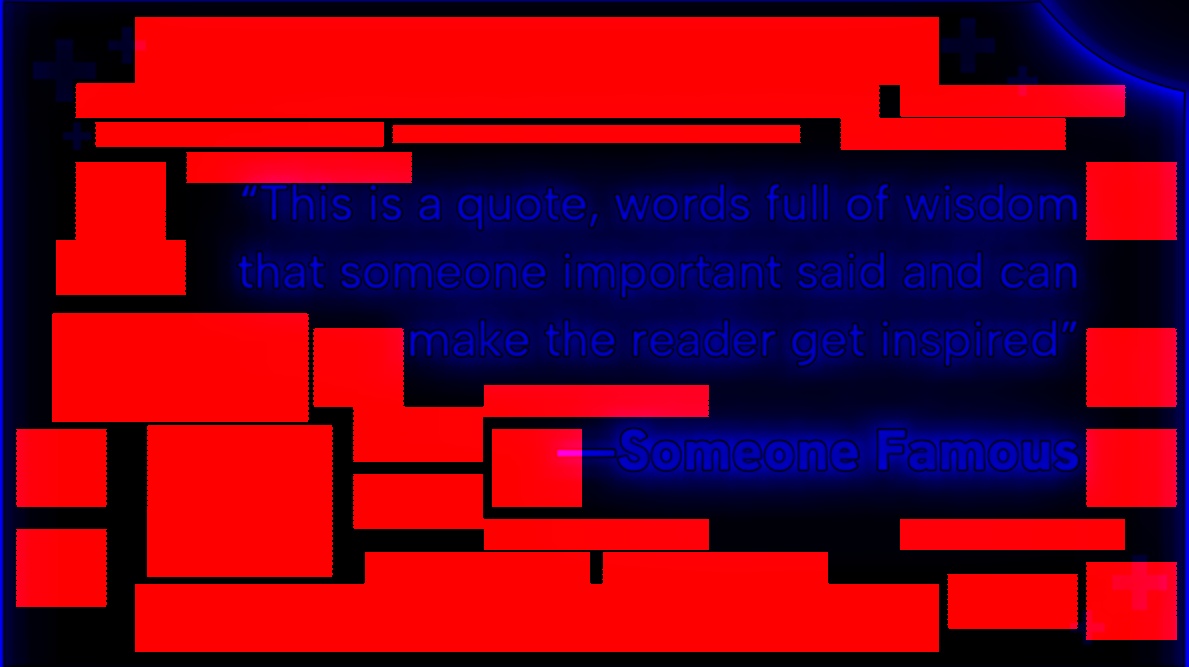 “This is a quote, words full of wisdom
that someone important said and can
make the reader get inspired”
—Someone Famous